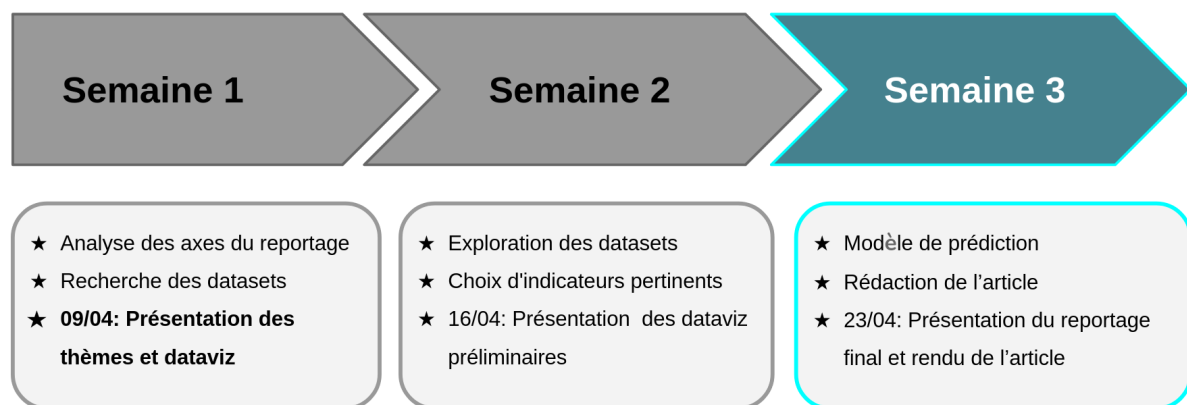 Semaine 1
Semaine 2
Semaine 3
★ Analyse des axes du reportage
★ Recherche des datasets
★ 09/04: Présentation des
thèmes et dataviz
★ Exploration des datasets
★ Choix d'indicateurs pertinents
★ 16/04: Présentation  des dataviz
préliminaires
★ Modèle de prédiction
★ Rédaction de l’article
★ 23/04: Présentation du reportage
final et rendu de l’article